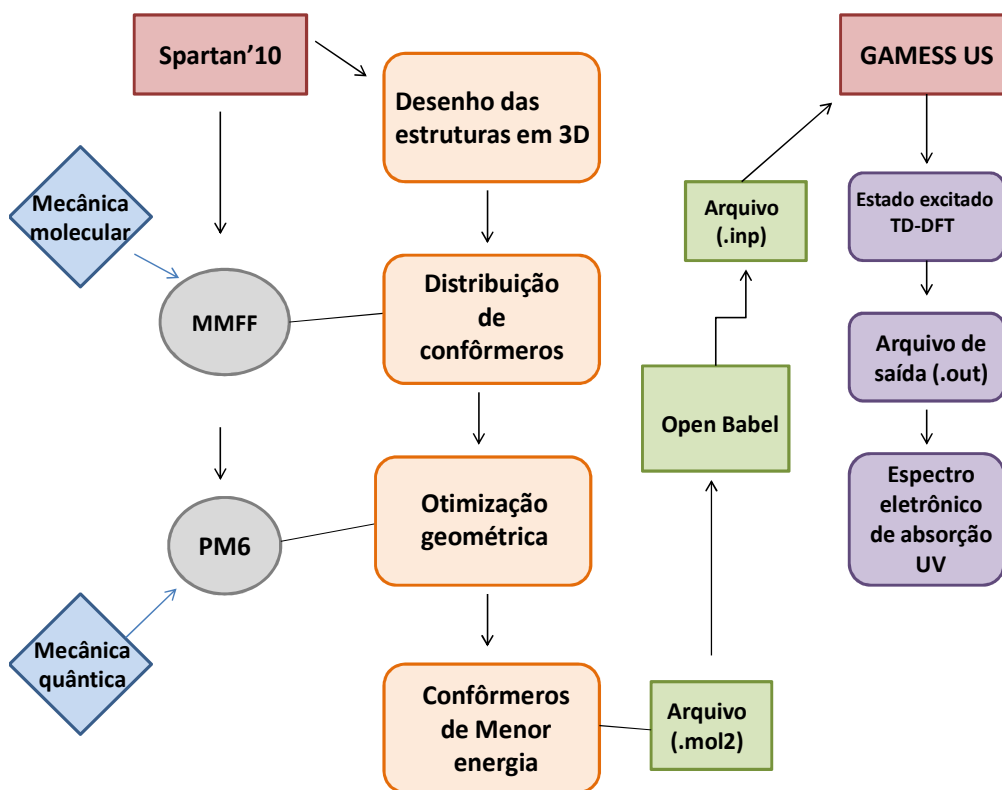 Spartan’10
Desenho das
estruturas em 3D
Mecânica
molecular
MMFF
Distribuição
de
confôrmeros
PM6
Otimização
geométrica
Mecânica
quântica
Confôrmeros
de Menor
energia
Arquivo
(.mol2)
Open Babel
Arquivo
(.inp)
GAMESS US
Estado excitado
TD-DFT
Arquivo de
saída (.out)
Espectro
eletrônico
de absorção
UV